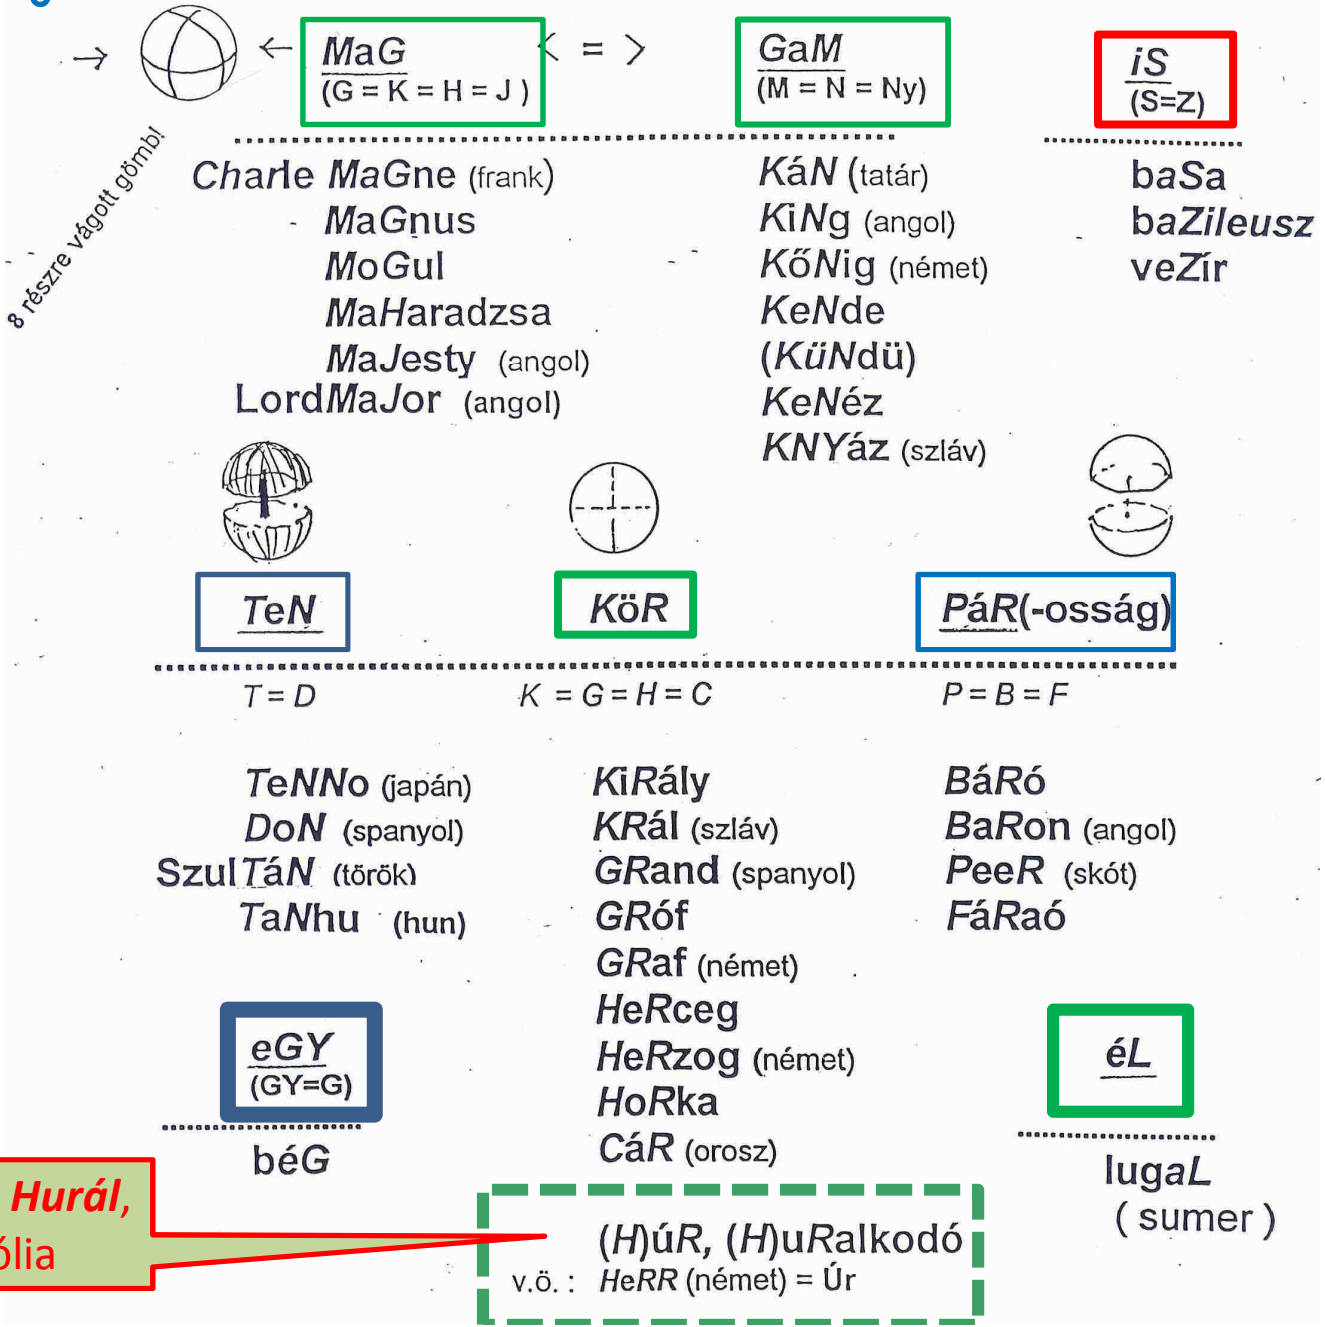 → ← MaG < = > GaM iS
(G = K = H = J ) (M = N = Ny) (S=Z)
8 részre vágott gömb!
Charle MaGne (frank)
MaGnus
MoGul
MaHaradzsa
MaJesty (angol)
LordMaJor (angol)
KáN (tatár)
KiNg (angol)
KőNig (német)
KeNde
(KüNdü)
KeNéz
KNYáz (szláv)
baSa
baZileusz
veZír
TeN KöR PáR(-osság)
T = D K = G = H = C P = B = F
TeNNo (japán)
DoN (spanyol)
SzulTáN (török)
TaNhu (hun)
KiRály
KRál (szláv)
GRand (spanyol)
GRóf
GRaf (német)
HeRceg
HeRzog (német)
HoRka
CáR (orosz)
BáRó
BaRon (angol)
PeeR (skót)
FáRaó
eGY
(GY=G)
béG
éL
lugaL
( sumer )
Hurál,
ólia
(H)úR, (H)uRalkodó
v.ö.: HeRR (német) = Úr